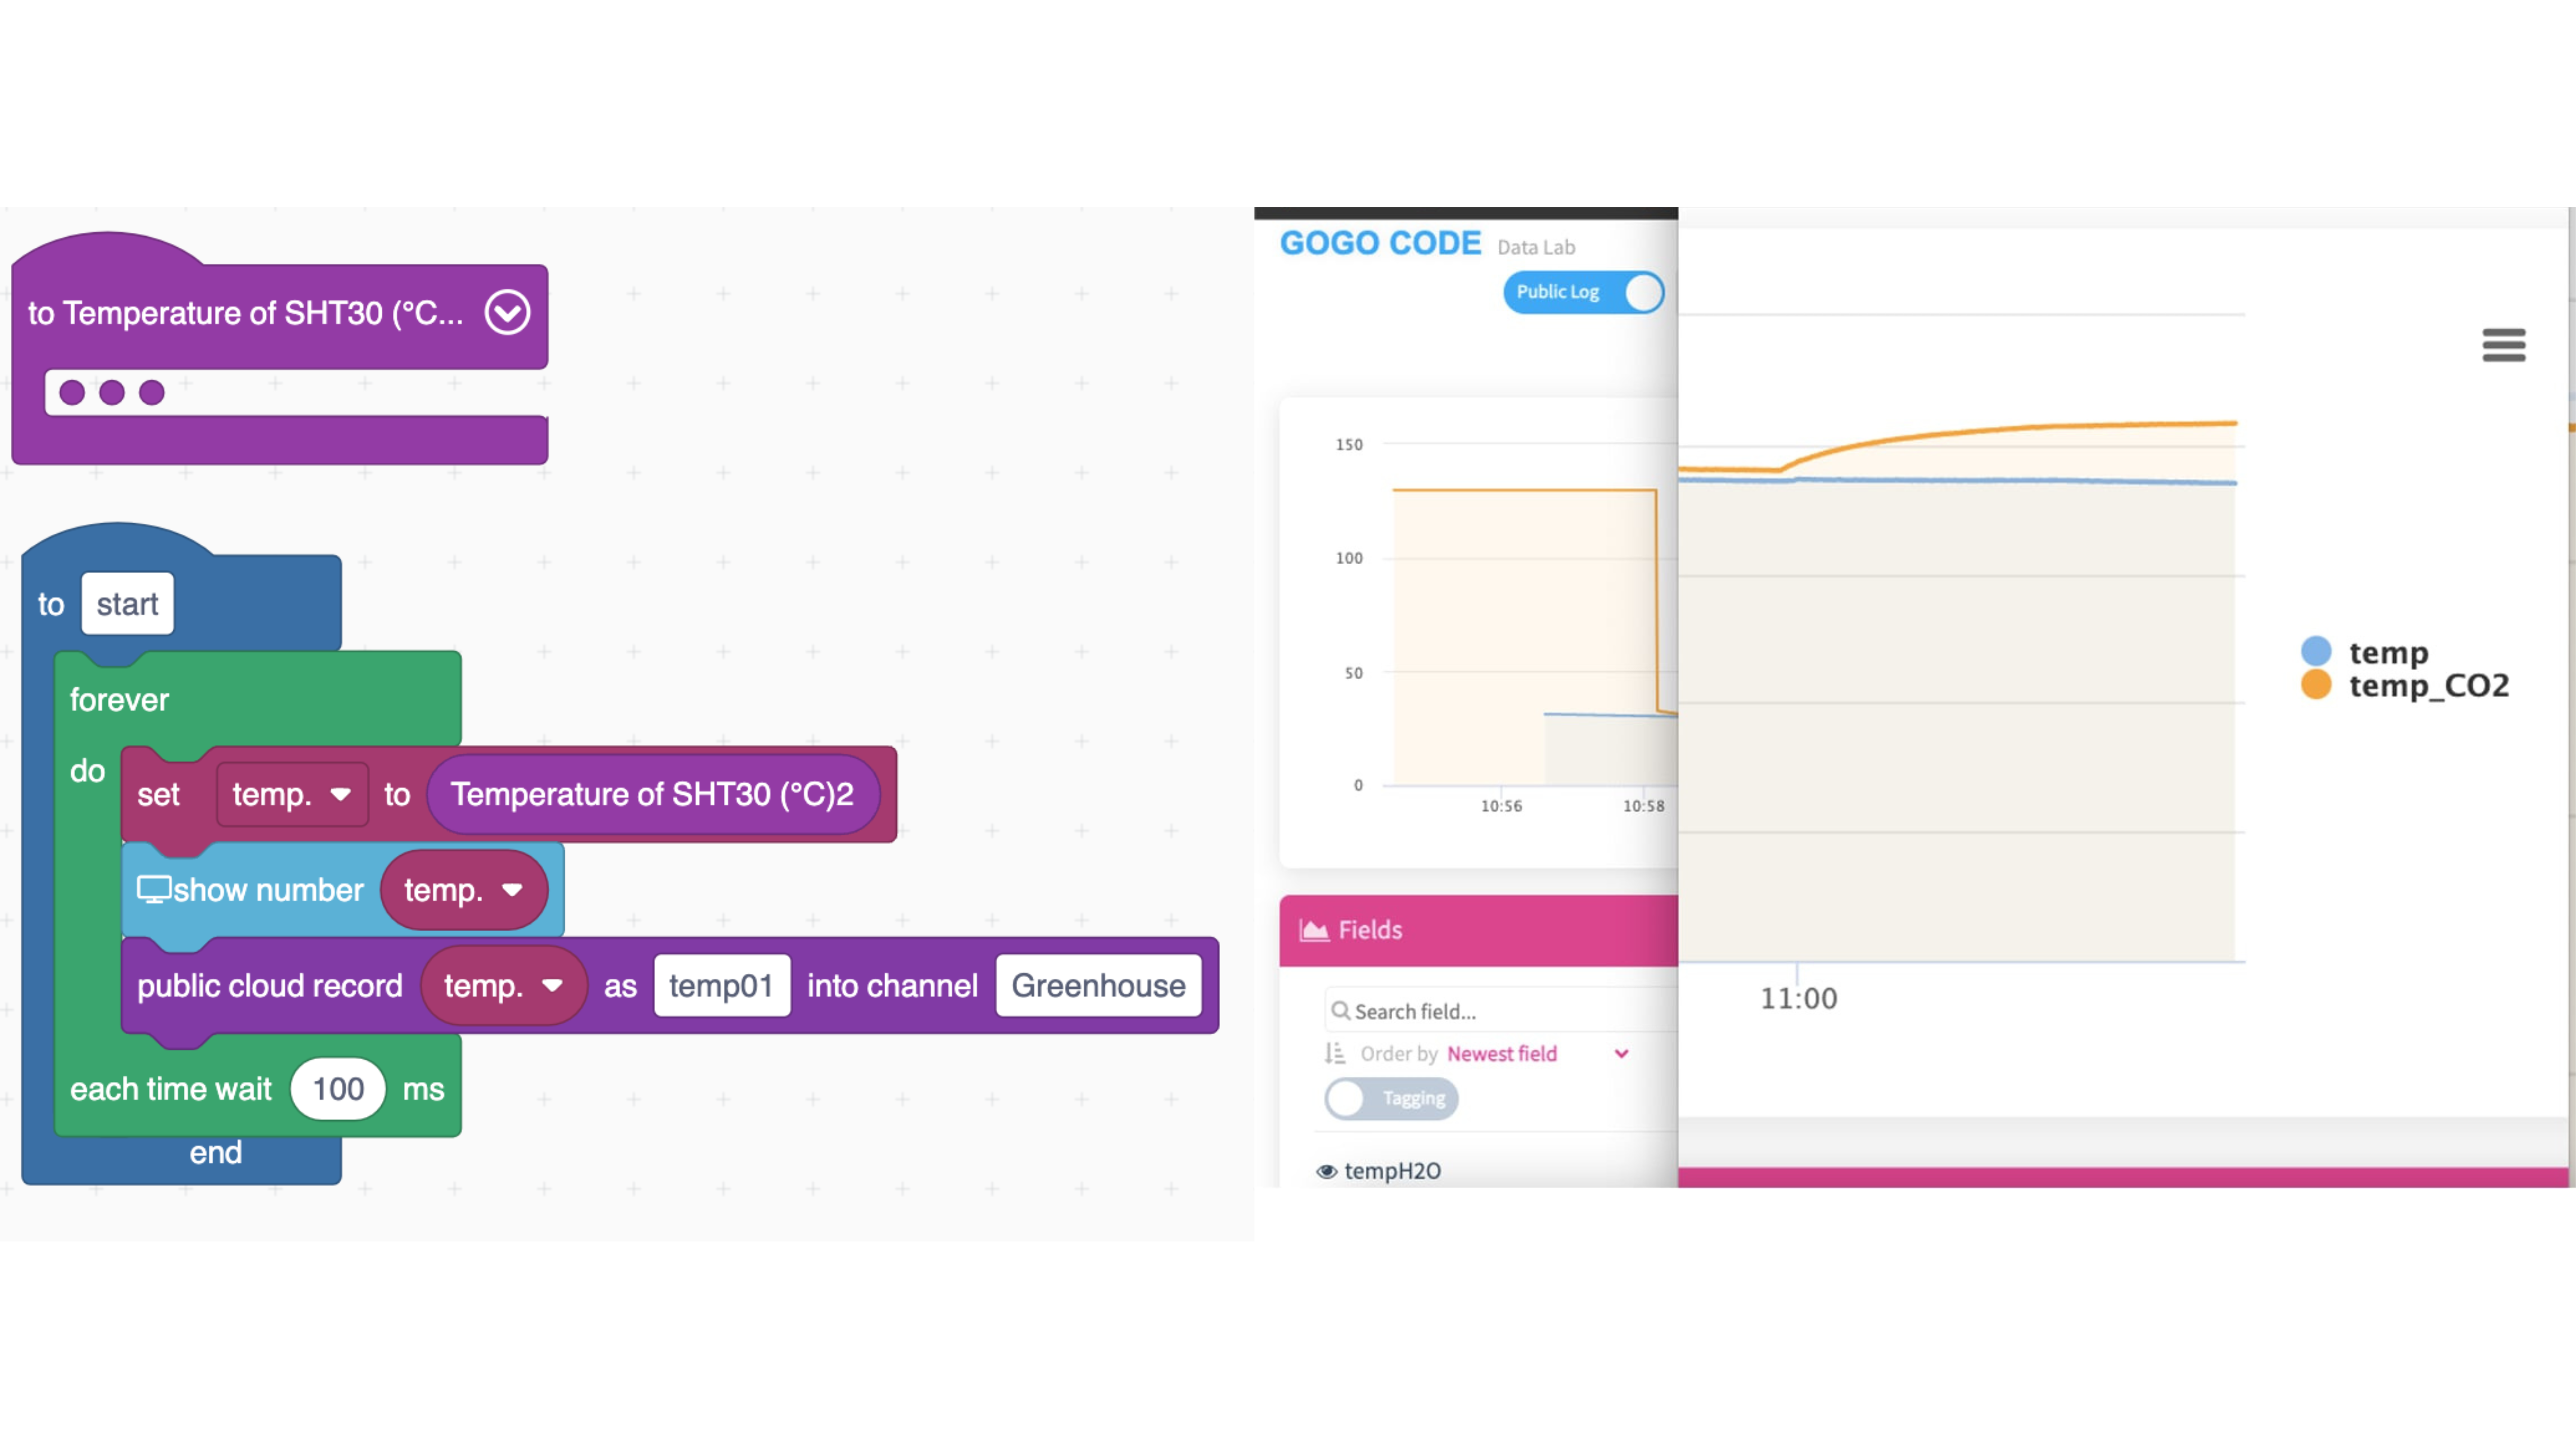 to Temperature of SHT30 (°C...
to start
forever
do
set temp. to Temperature of SHT30 (°C)2
show number temp.
public cloud record temp. as temp01 into channel Greenhouse
each time wait 100 ms
end
GOGO CODE Data Lab
Public Log
150
100
50
0
10:56 10:58
Fields
Search field...
Order by Newest field
Tagging
tempH2O
temp
temp_CO2
11:00